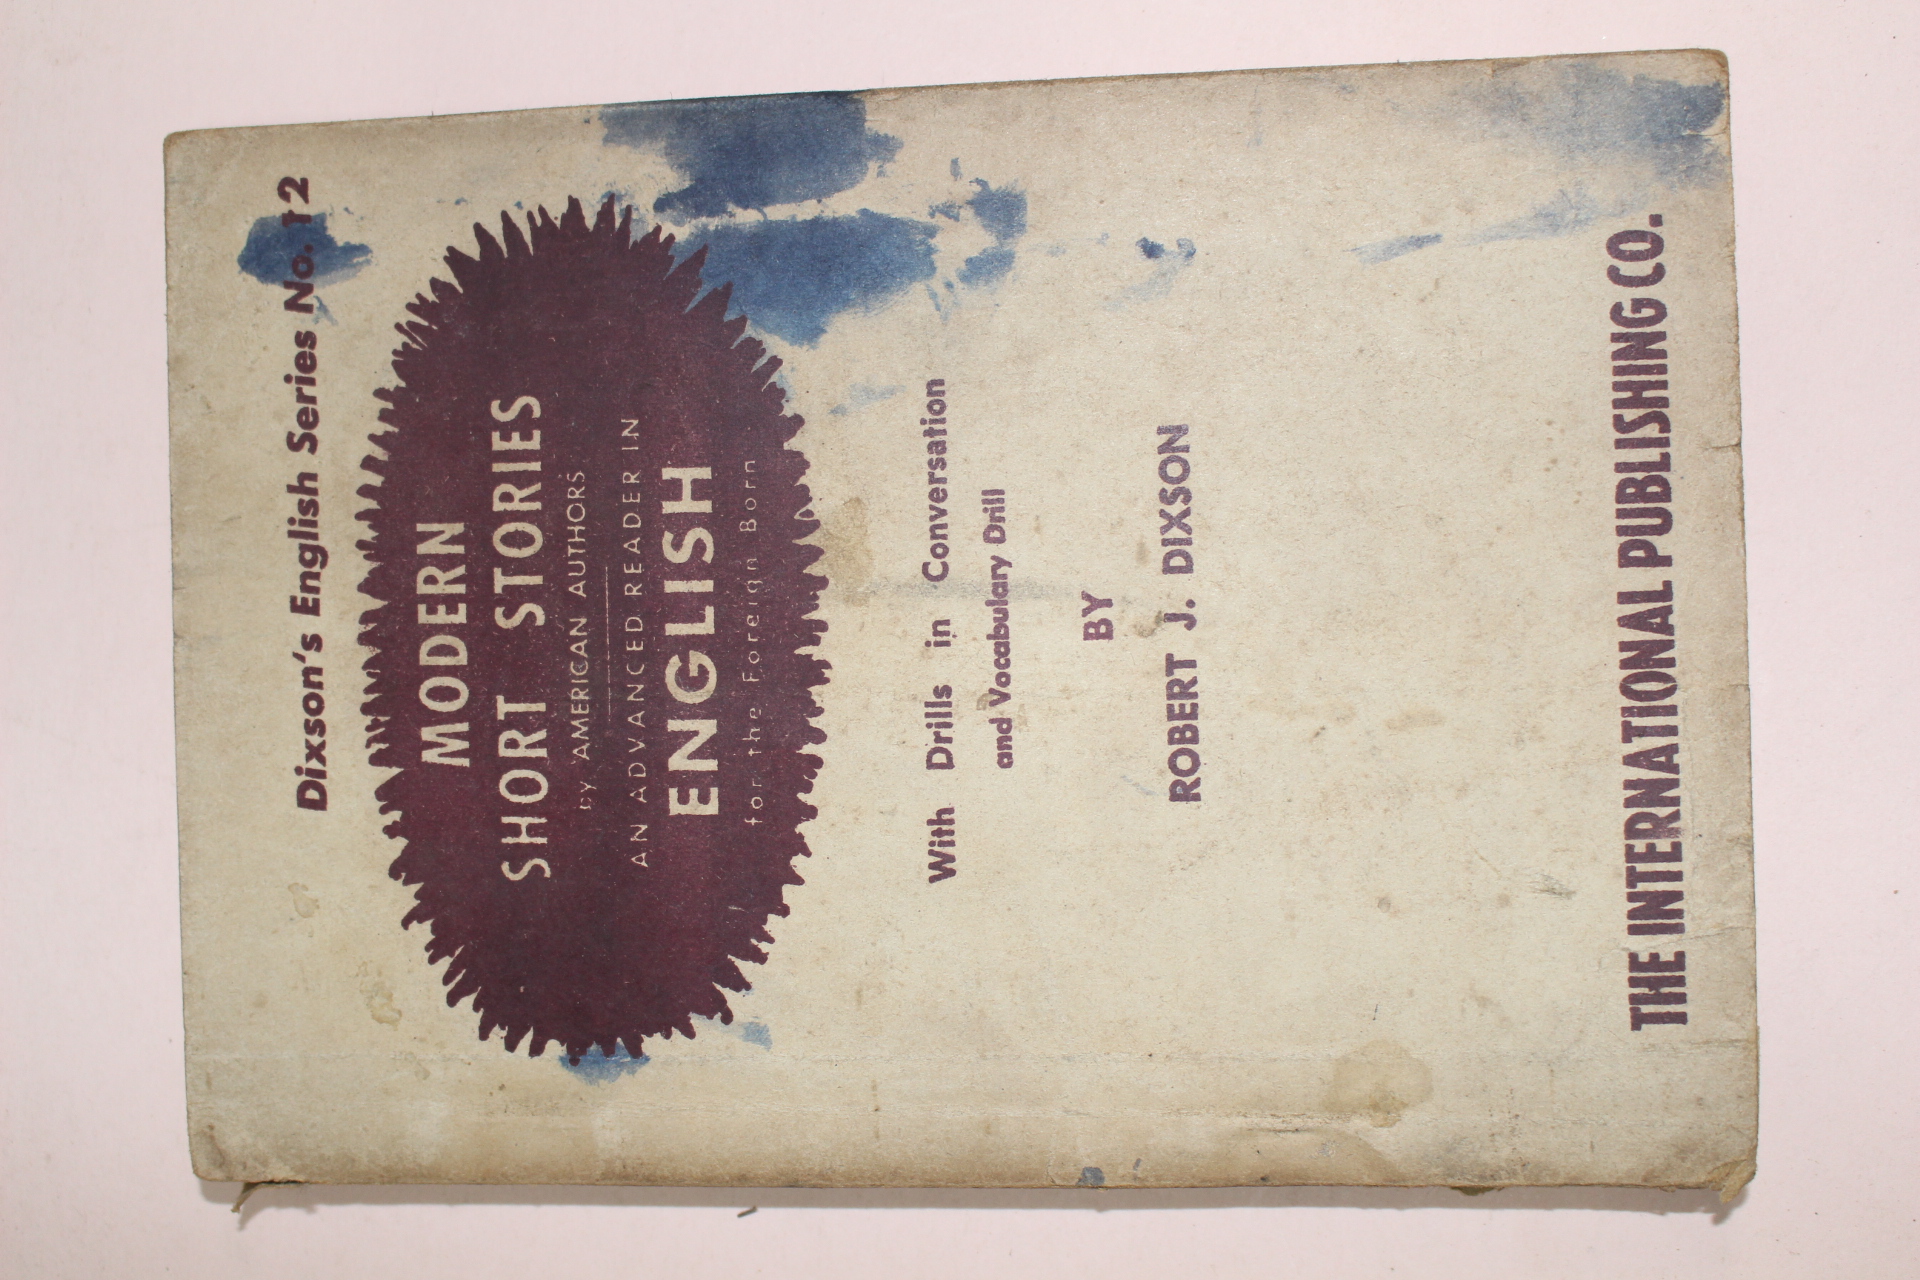 Dixson's English Series No. 12
MODERN
SHORT STORIES
by AMERICAN AUTHORS
AN ADVANCED READER IN
ENGLISH
for the Foreign Born
With Drills in Conversation
and Vocabulary Drill
BY
ROBERT J. DIXSON
THE INTERNATIONAL PUBLISHING CO.